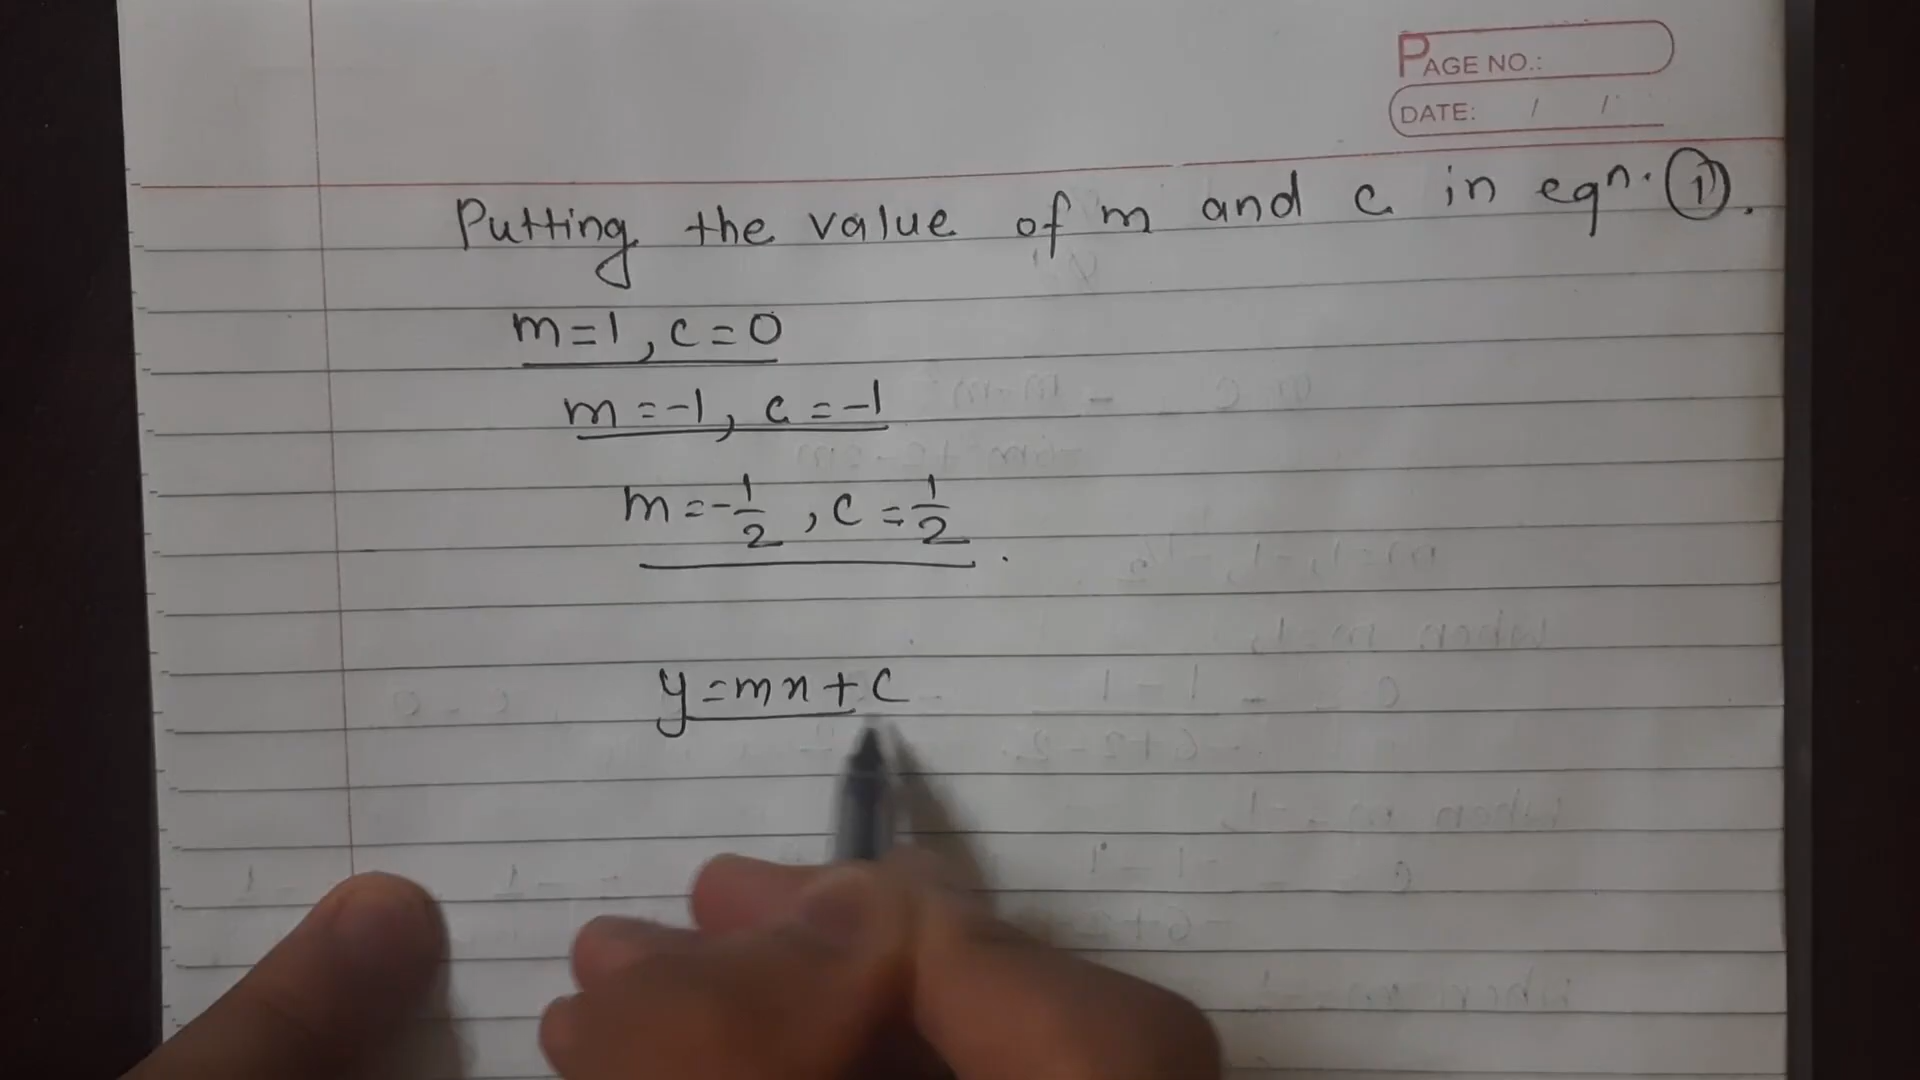 PAGE NO.:
DATE: / /
Putting the value of m and c in eqn. ①.
m=1, c=0
m=-1, c=-1
m=-1/2, c=1/2.
y=mx+c